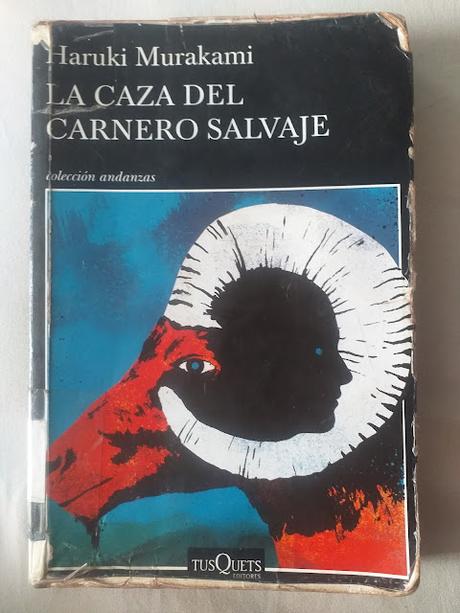 Haruki Murakami
LA CAZA DEL
CARNERO SALVAJE
colección andanzas
TUSQUETS
EDITORES